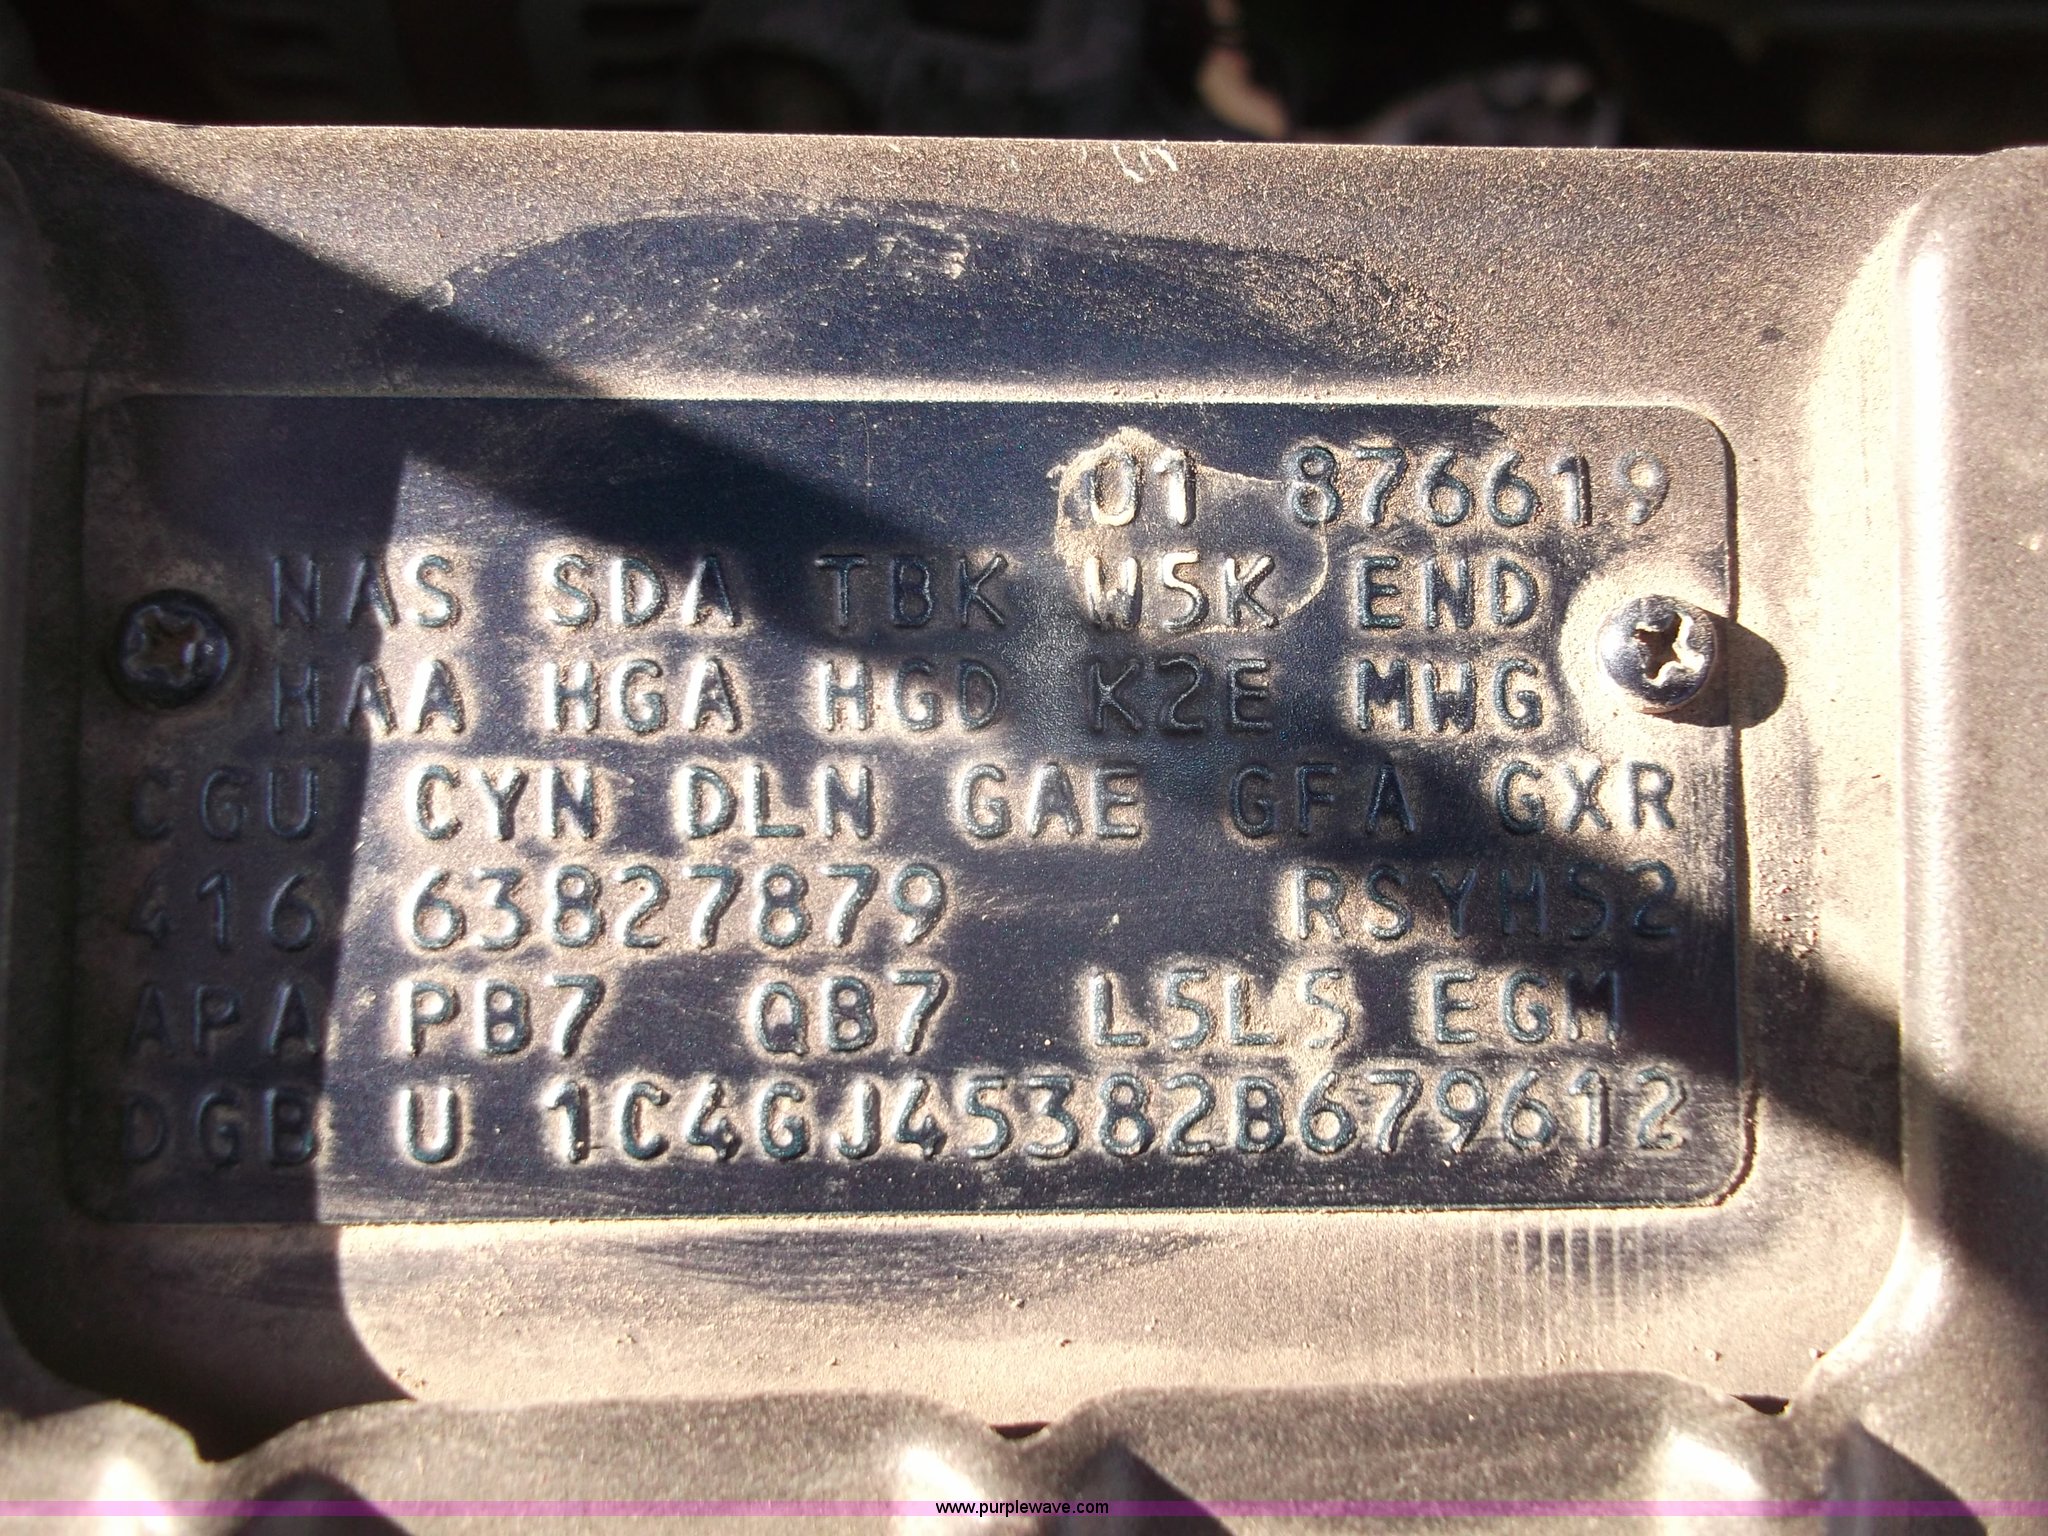 01 876619
NAS SDA TBK W5K END
HAA HGA HGD K2E MWG
CGU CYN DLN GAE GFA GXR
416 63827879 RSYH52
APA PB7 QB7 L5L5 EGM
DGB U 1C4GJ45382B679612
www.purplewave.com